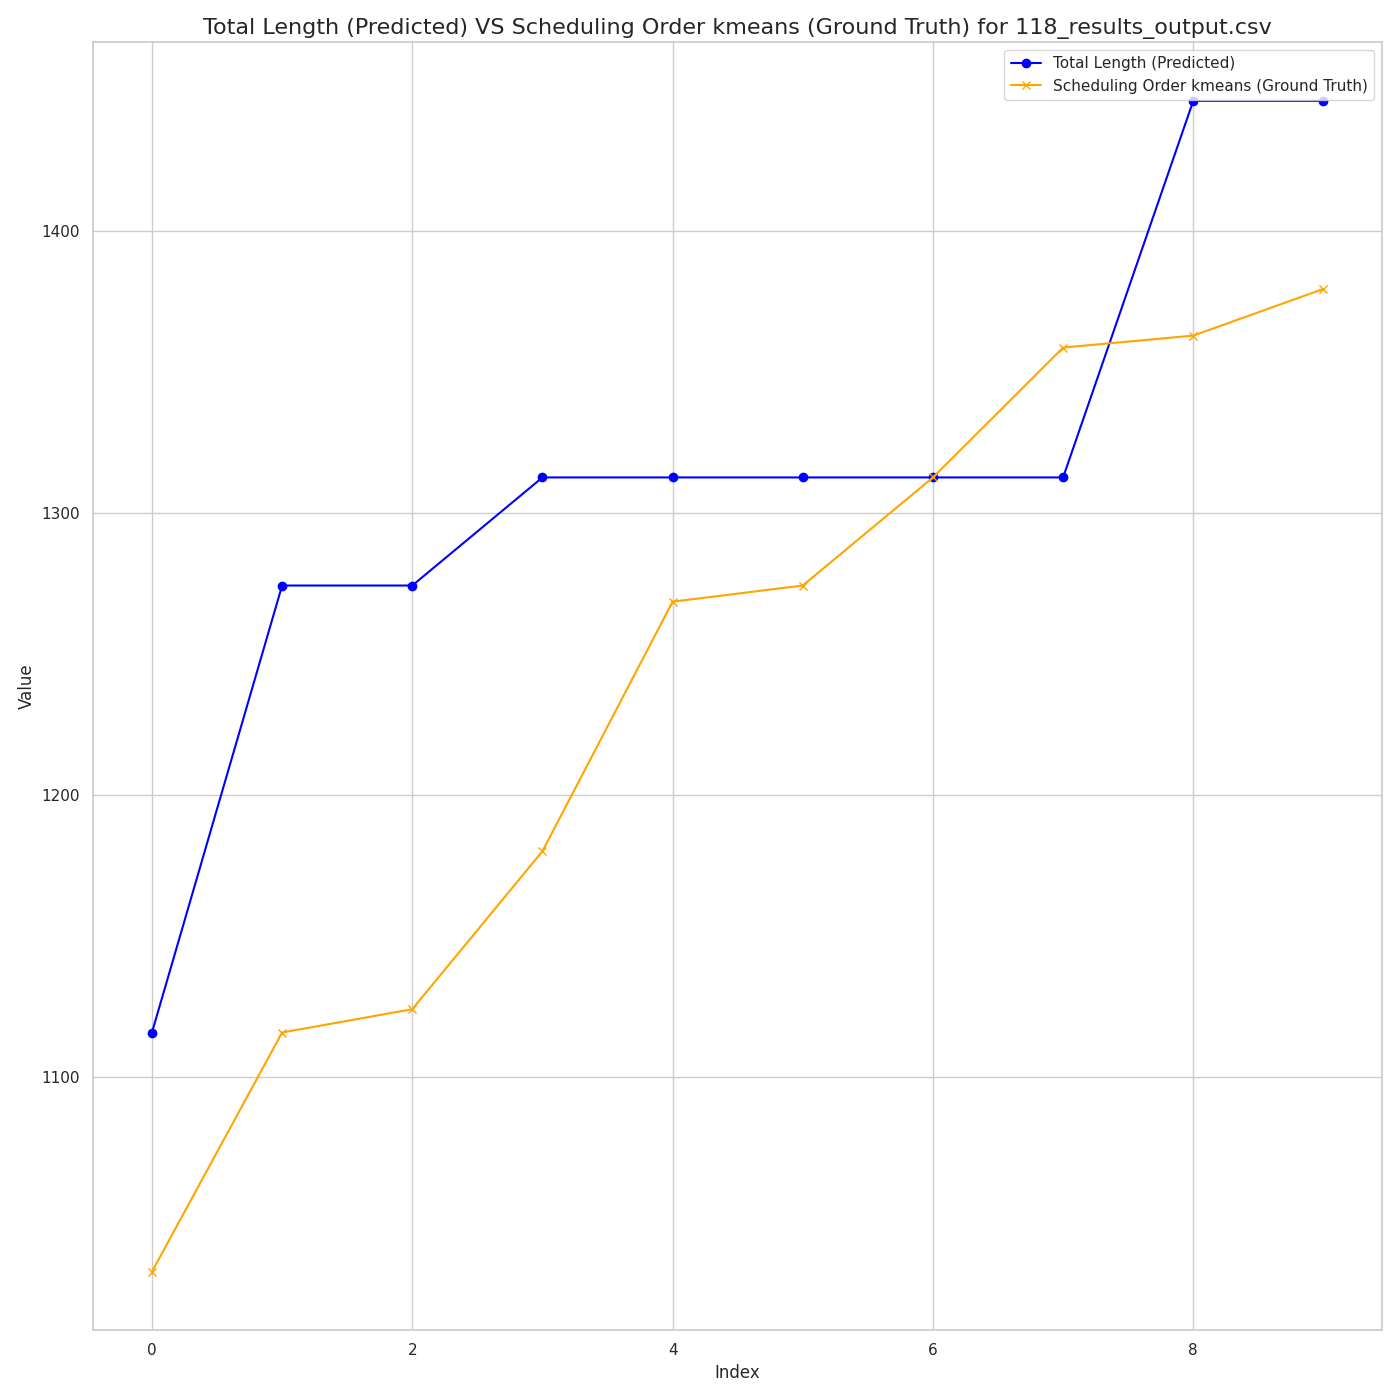 Total Length (Predicted) VS Scheduling Order kmeans (Ground Truth) for 118_results_output.csv
Total Length (Predicted)
Scheduling Order kmeans (Ground Truth)
1400
1300
1200
1100
Value
0 2 4 6 8
Index